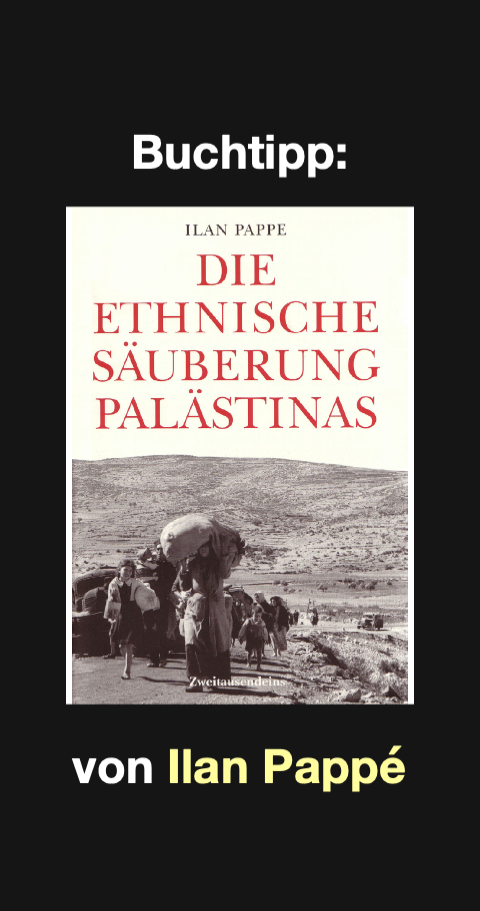 Buchtipp:
ILAN PAPPE
DIE
ETHNISCHE
SÄUBERUNG
PALÄSTINAS
Zweitausendeins
von Ilan Pappé